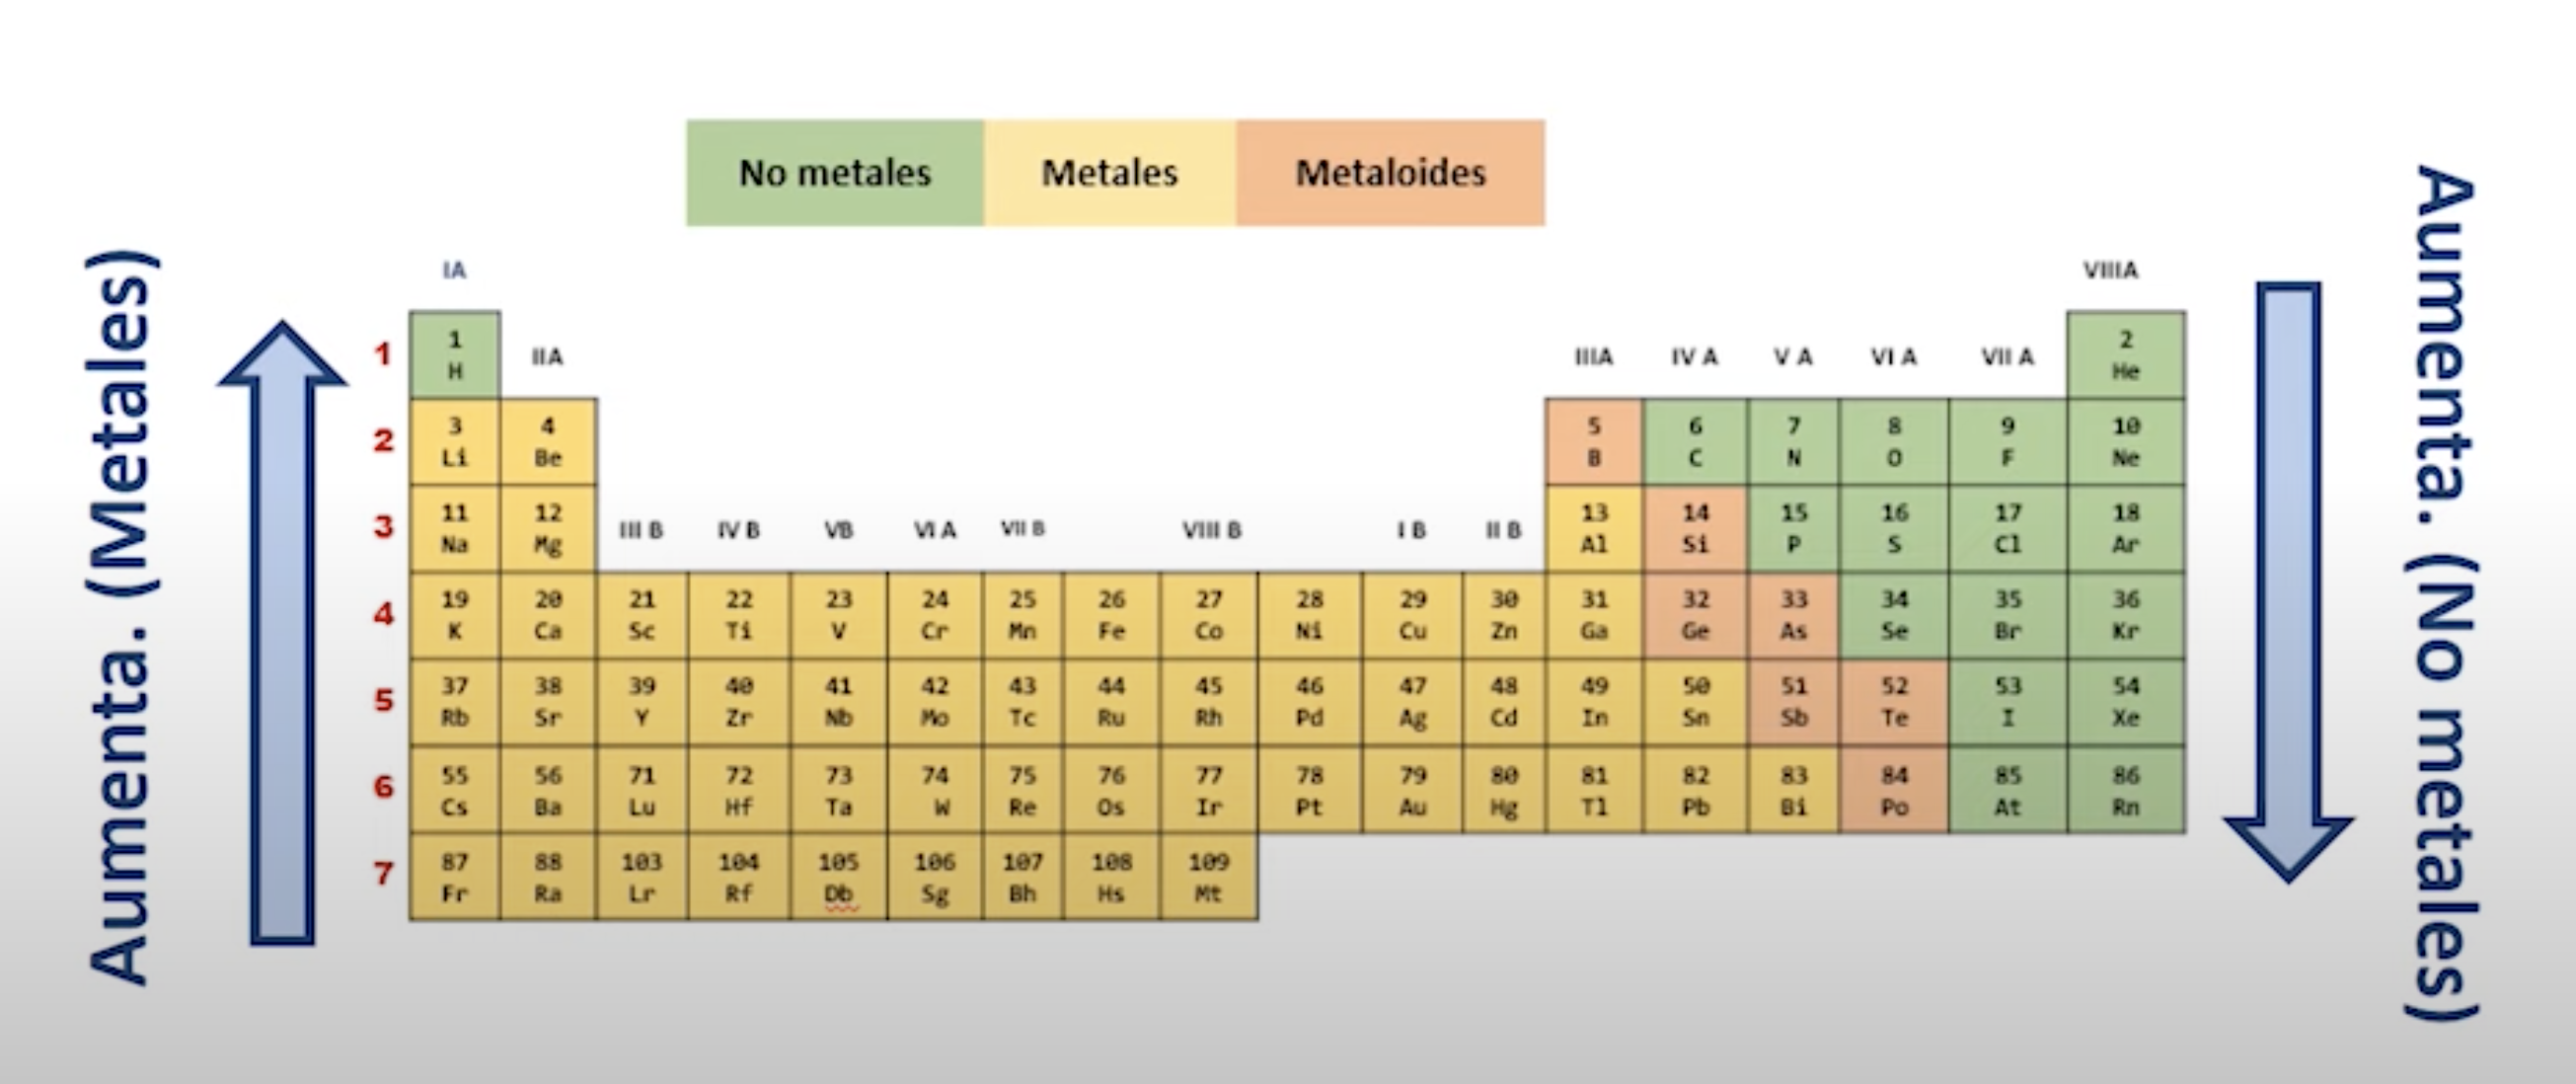 No metales Metales Metaloides
Aumenta. (Metales)
Aumenta. (No metales)
IA VIIIA
1 IIA IIIA IV A V A VI A VII A
1 2
H He
2
3 4 5 6 7 8 9 10
Li Be B C N O F Ne
3 III B IV B VB VI A VII B VIII B I B II B
11 12 13 14 15 16 17 18
Na Mg Al Si P S Cl Ar
4
19 20 21 22 23 24 25 26 27 28 29 30 31 32 33 34 35 36
K Ca Sc Ti V Cr Mn Fe Co Ni Cu Zn Ga Ge As Se Br Kr
5
37 38 39 40 41 42 43 44 45 46 47 48 49 50 51 52 53 54
Rb Sr Y Zr Nb Mo Tc Ru Rh Pd Ag Cd In Sn Sb Te I Xe
6
55 56 71 72 73 74 75 76 77 78 79 80 81 82 83 84 85 86
Cs Ba Lu Hf Ta W Re Os Ir Pt Au Hg Tl Pb Bi Po At Rn
7
87 88 103 104 105 106 107 108 109
Fr Ra Lr Rf Db Sg Bh Hs Mt